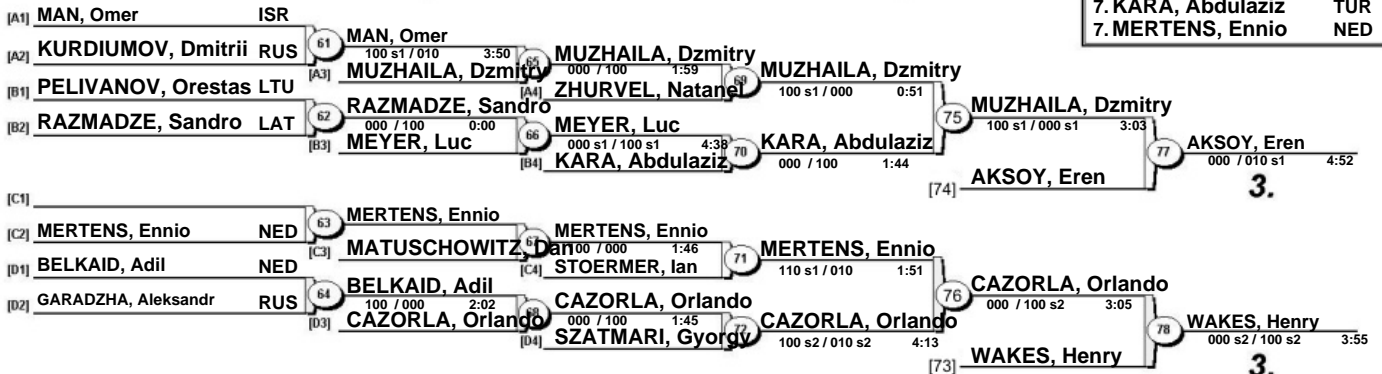 7. KARA, Abdulaziz TUR
7. MERTENS, Ennio NED
[A1] MAN, Omer ISR
[A2] KURDIUMOV, Dmitrii RUS
61 MAN, Omer
100 s1 / 010 3:50
[A3] MUZHAILA, Dzmitry
65 MUZHAILA, Dzmitry
000 / 100 1:59
[A4] ZHURVEL, Natanel
69 MUZHAILA, Dzmitry
100 s1 / 000 0:51
[B1] PELIVANOV, Orestas LTU
[B2] RAZMADZE, Sandro LAT
62 RAZMADZE, Sandro
000 / 100 0:00
[B3] MEYER, Luc
66 MEYER, Luc
000 s1 / 100 s1 4:38
[B4] KARA, Abdulaziz
70 KARA, Abdulaziz
000 / 100 1:44
75 MUZHAILA, Dzmitry
100 s1 / 000 s1 3:03
[74] AKSOY, Eren
77 AKSOY, Eren
000 / 010 s1 4:52
3.
[C1]
[C2] MERTENS, Ennio NED
63 MERTENS, Ennio
[C3] MATUSCHOWITZ, Dan
67 MERTENS, Ennio
100 / 000 1:46
[C4] STOERMER, Ian
71 MERTENS, Ennio
110 s1 / 010 1:51
[D1] BELKAID, Adil NED
[D2] GARADZHA, Aleksandr RUS
64 BELKAID, Adil
100 / 000 2:02
[D3] CAZORLA, Orlando
68 CAZORLA, Orlando
000 / 100 1:45
[D4] SZATMARI, Gyorgy
72 CAZORLA, Orlando
100 s2 / 010 s2 4:13
76 CAZORLA, Orlando
000 / 100 s2 3:05
[73] WAKES, Henry
78 WAKES, Henry
000 s2 / 100 s2 3:55
3.